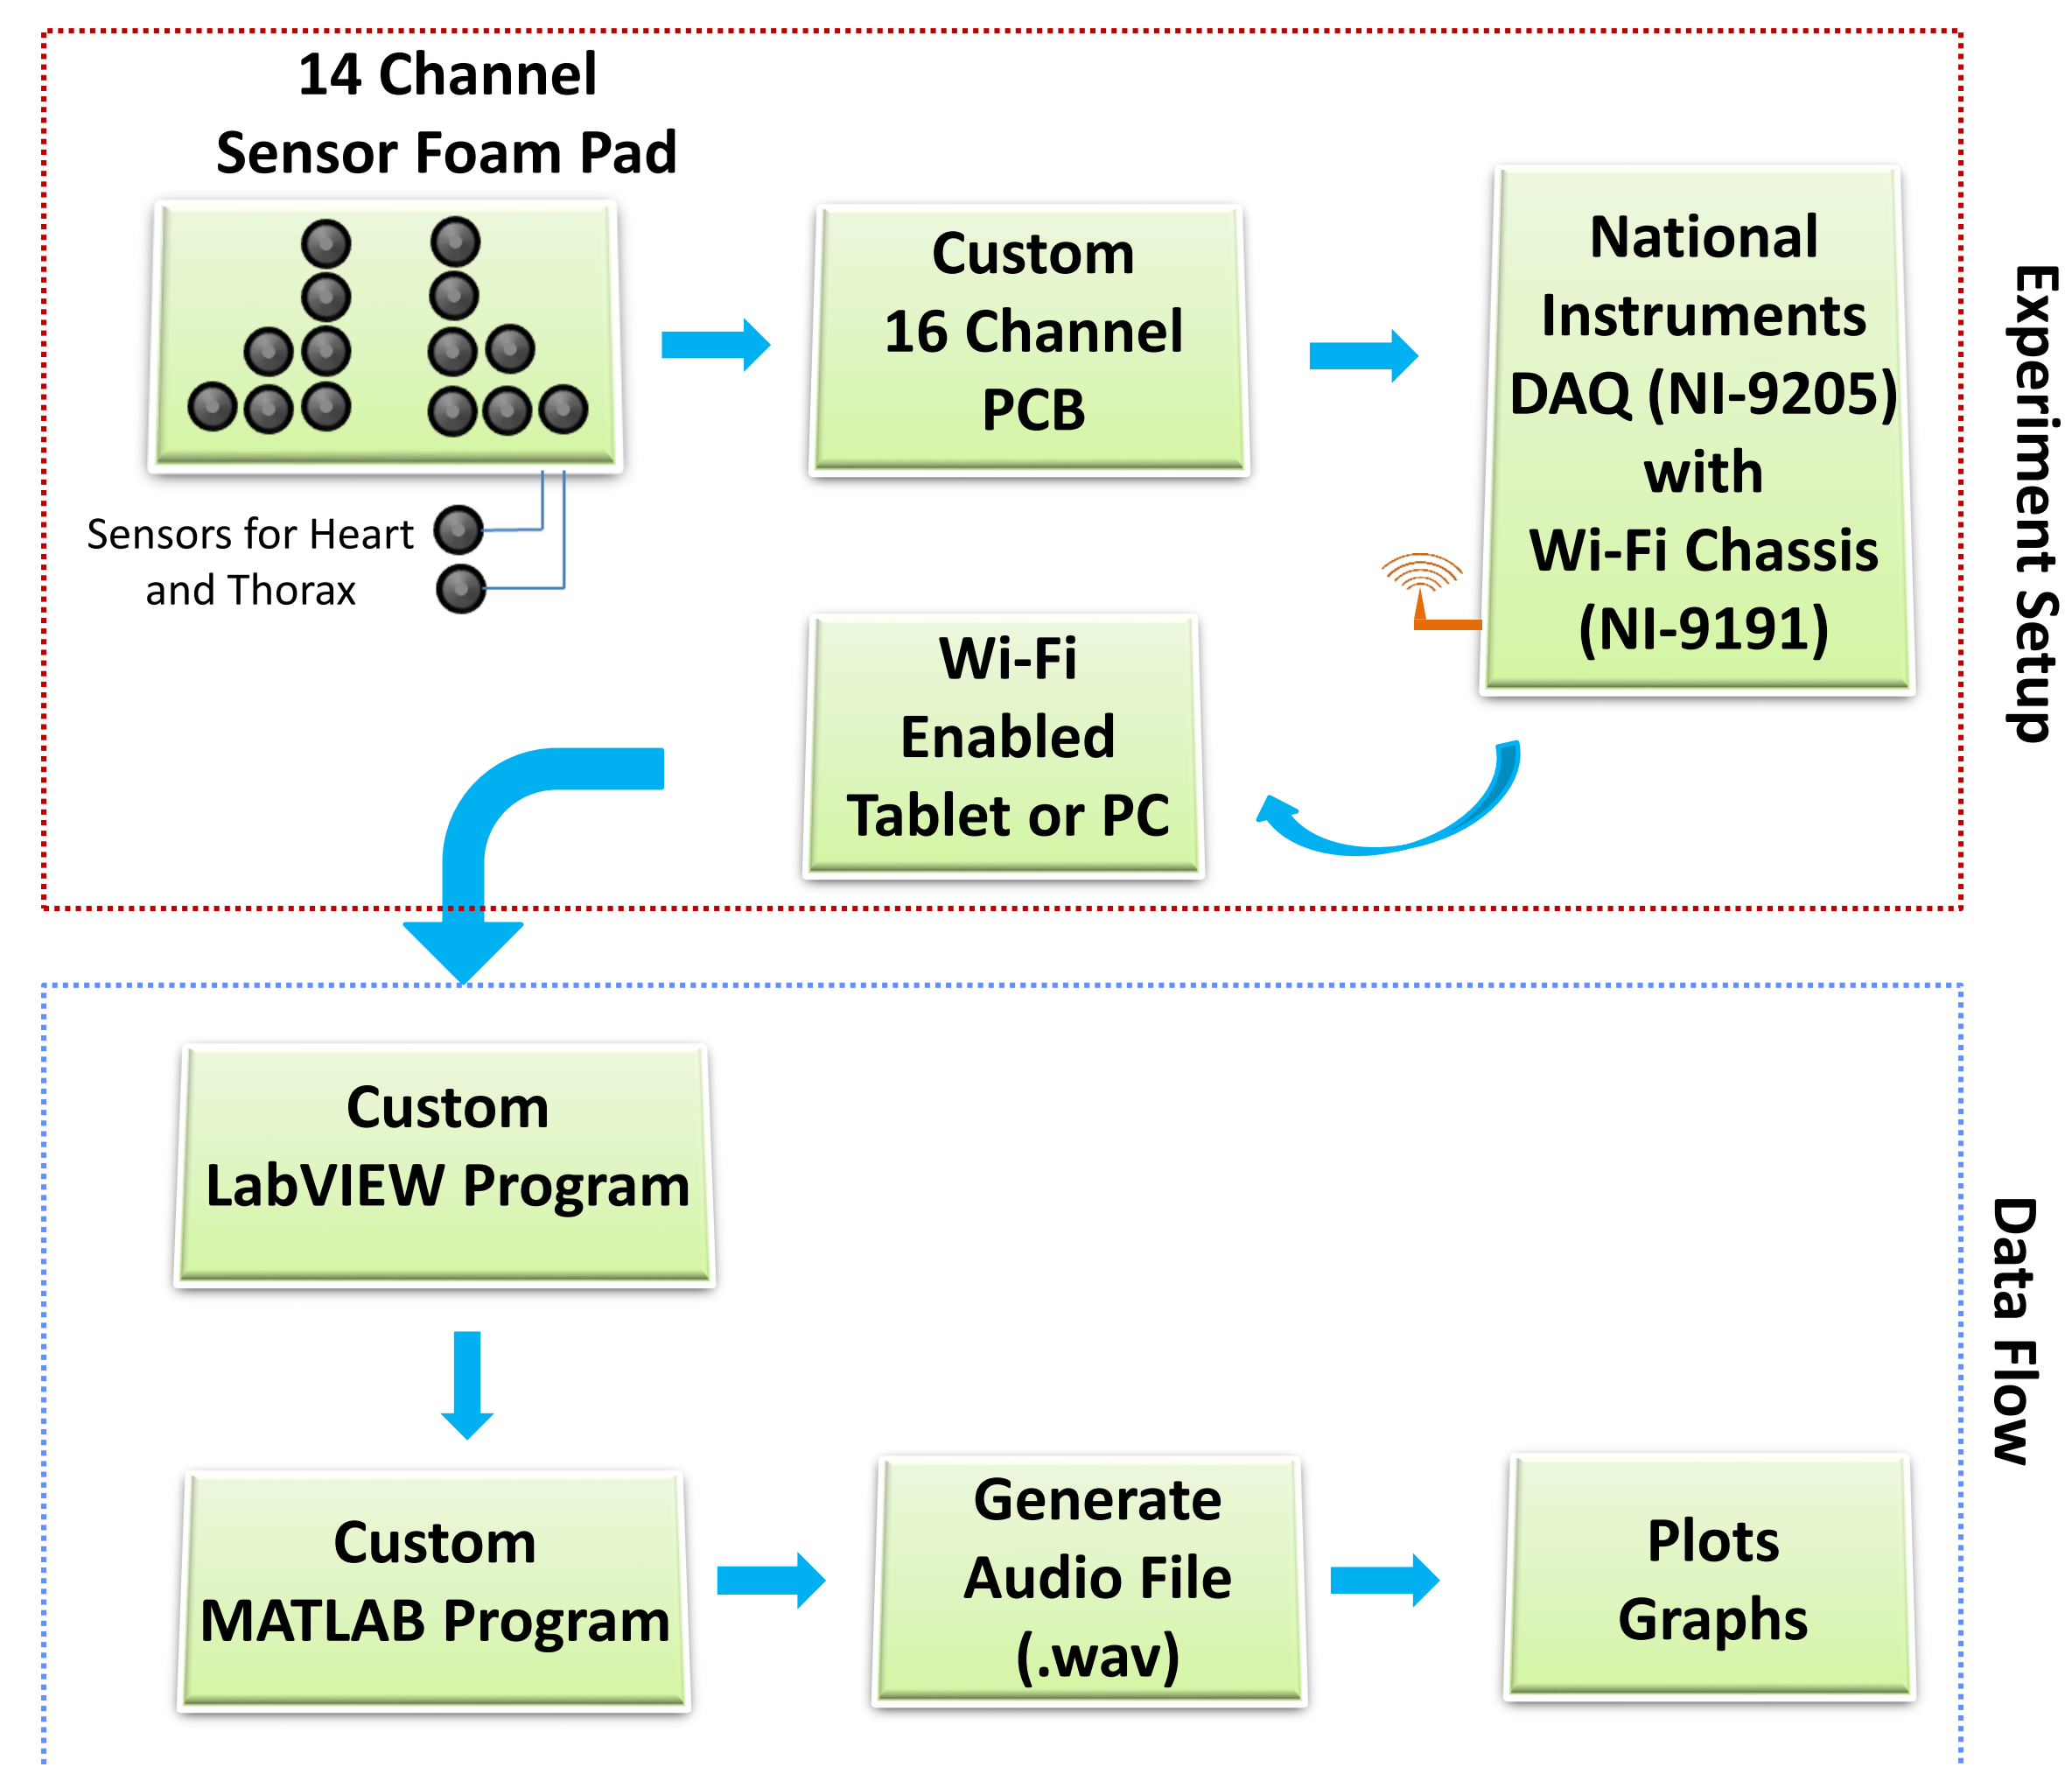 14 Channel
Sensor Foam Pad
Sensors for Heart
and Thorax
Custom
16 Channel
PCB
National
Instruments
DAQ (NI-9205)
with
Wi-Fi Chassis
(NI-9191)
Wi-Fi
Enabled
Tablet or PC
Experiment Setup
Custom
LabVIEW Program
Custom
MATLAB Program
Generate
Audio File
(.wav)
Plots
Graphs
Data Flow